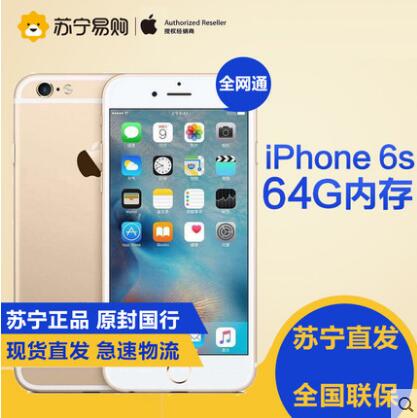 苏宁易购
Authorized Reseller
授权经销商
全网通
iPhone 6s
64G内存
苏宁正品 原封国行
现货直发 急速物流
苏宁直发
全国联保